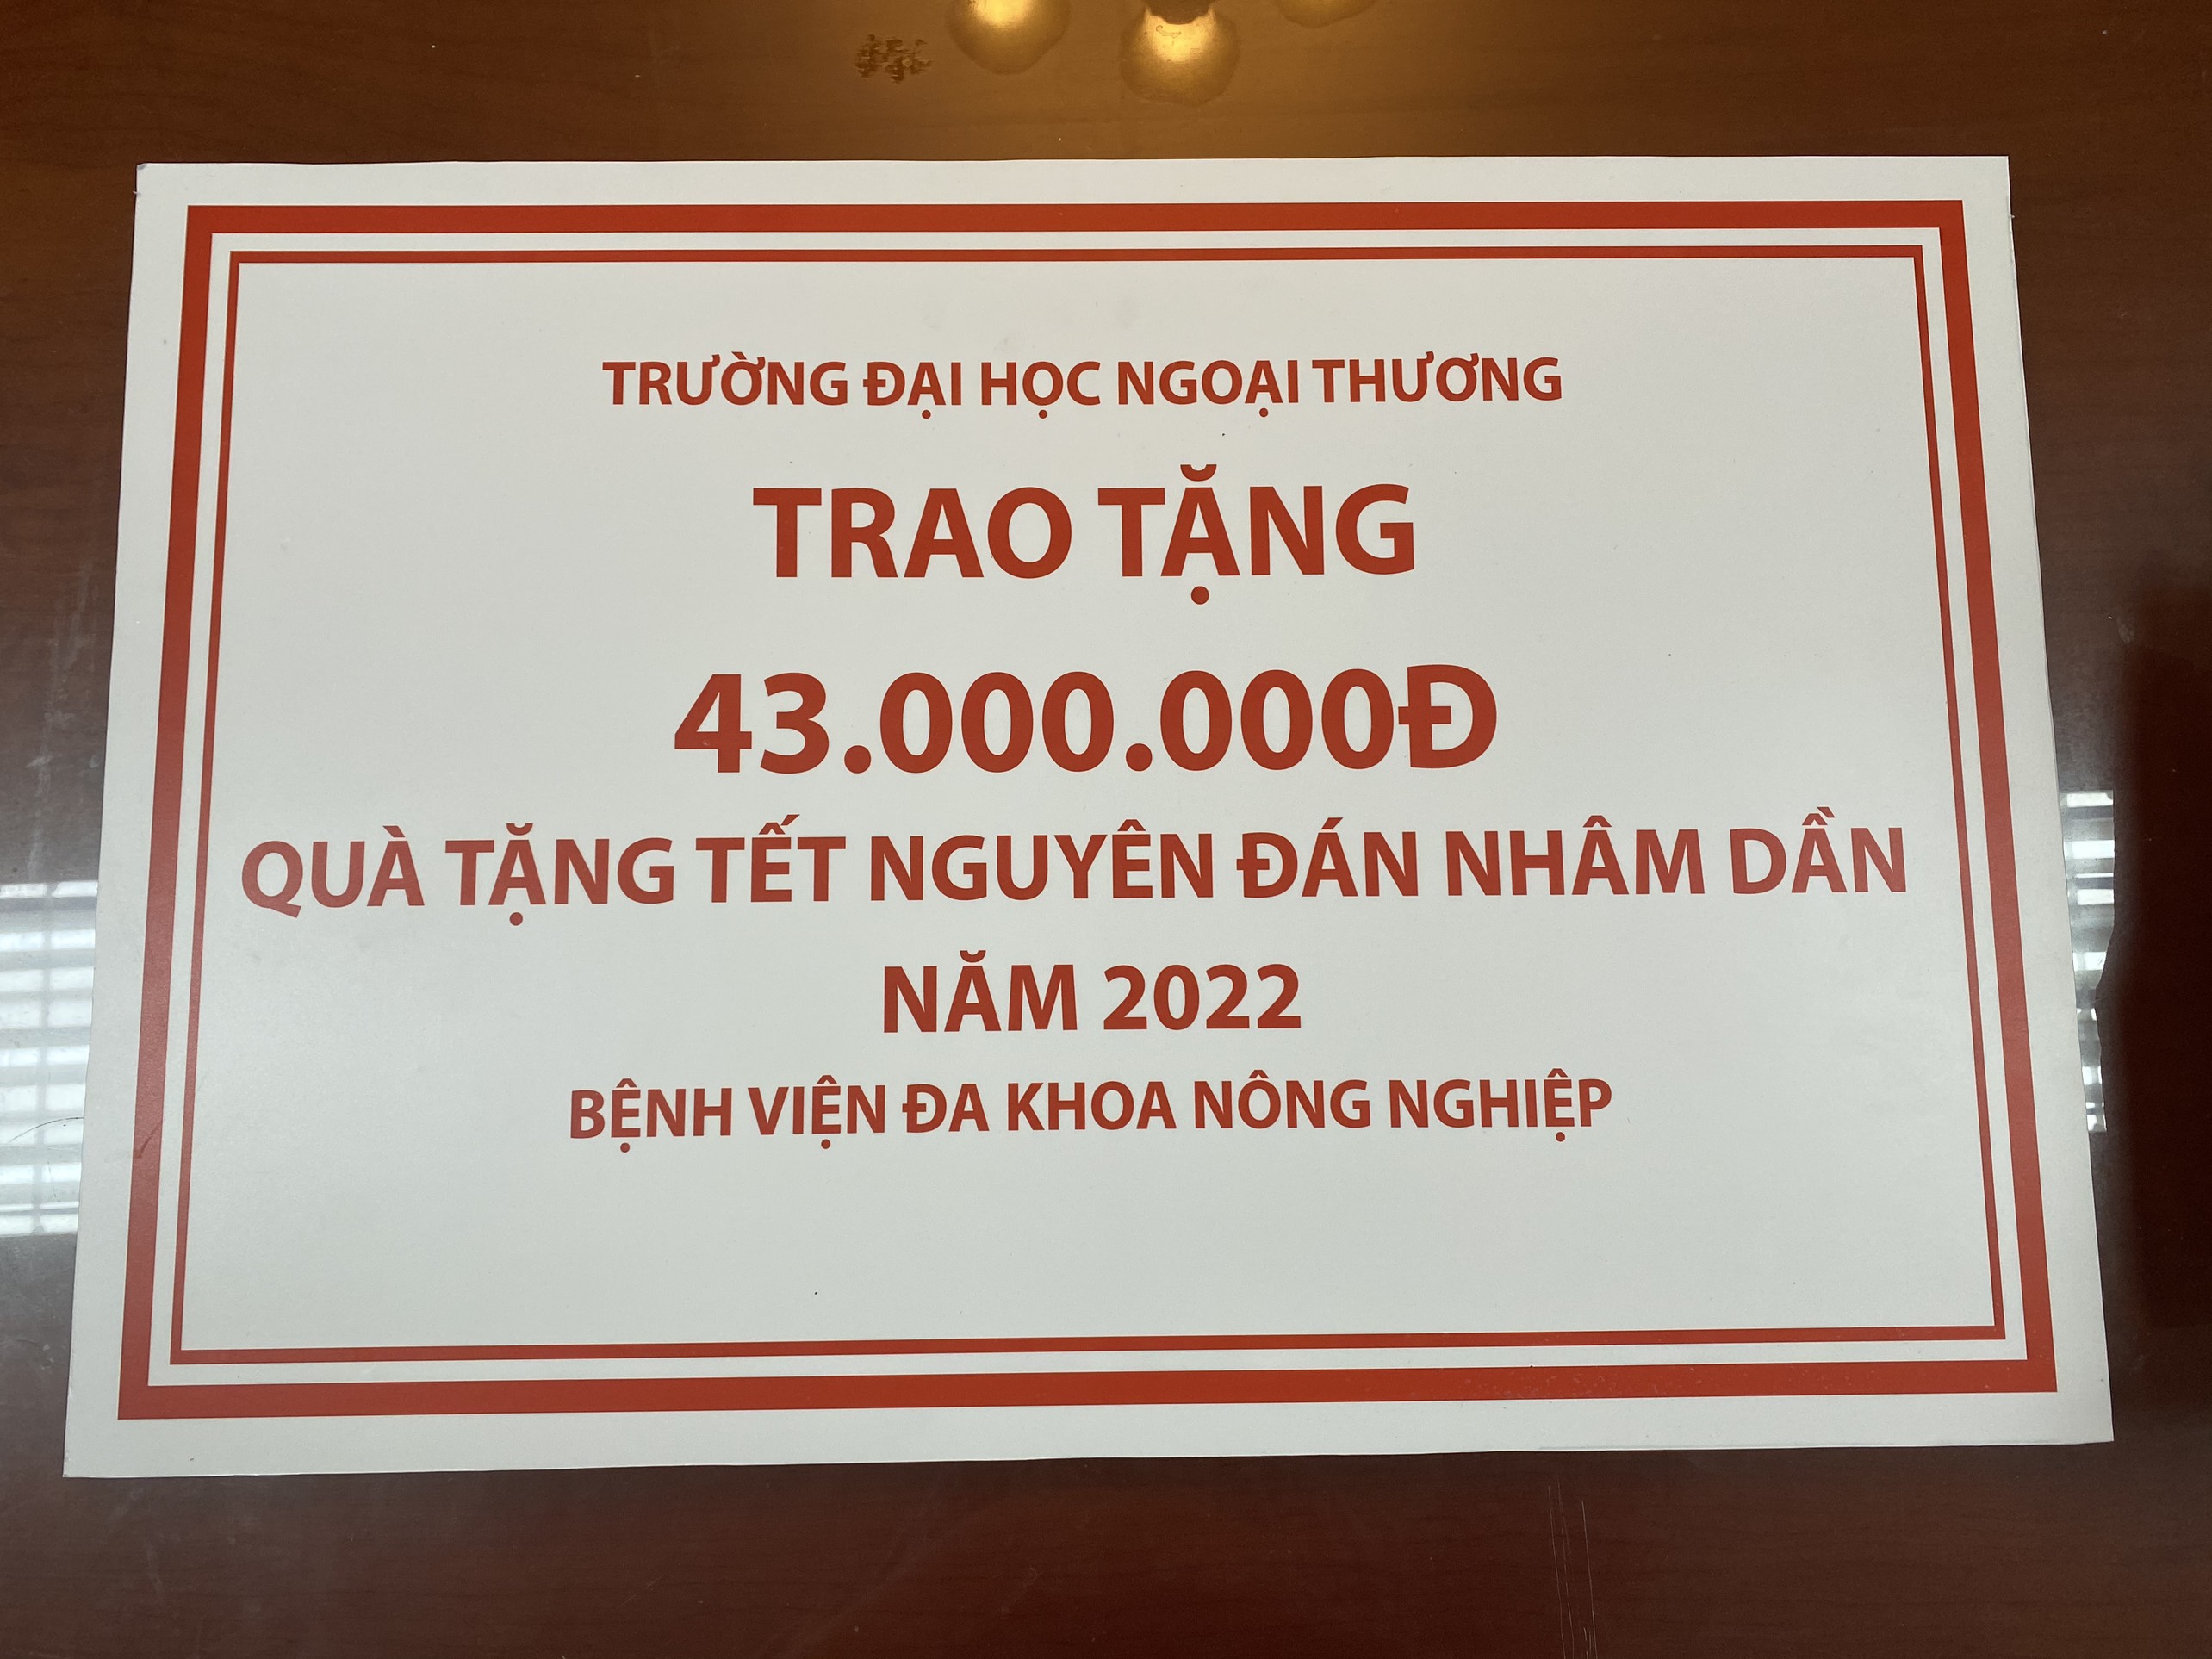 TRƯỜNG ĐẠI HỌC NGOẠI THƯƠNG
TRAO TẶNG
43.000.000Đ
QUÀ TẶNG TẾT NGUYÊN ĐÁN NHÂM DẦN
NĂM 2022
BỆNH VIỆN ĐA KHOA NÔNG NGHIỆP